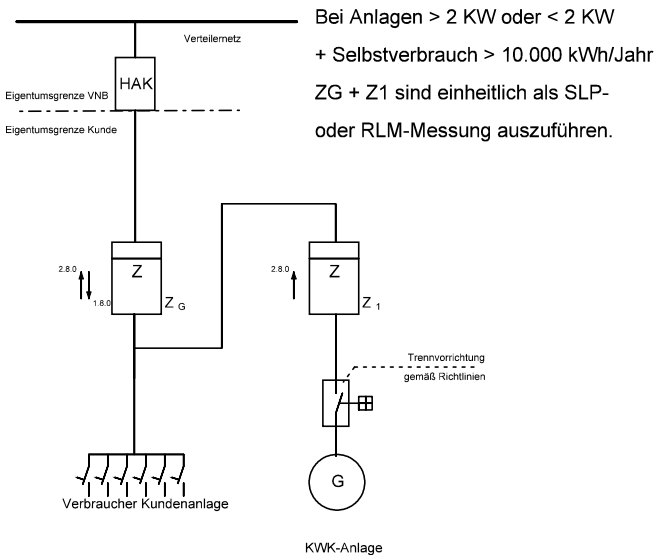 Bei Anlagen > 2 KW oder < 2 KW
+ Selbstverbrauch > 10.000 kWh/Jahr
ZG + Z1 sind einheitlich als SLP-
oder RLM-Messung auszuführen.
Verteilernetz
HAK
Eigentumsgrenze VNB
Eigentumsgrenze Kunde
Z
2.8.0
1.8.0
Z G
Z
2.8.0
Z 1
Trennvorrichtung
gemäß Richtlinien
G
Verbraucher Kundenanlage
KWK-Anlage